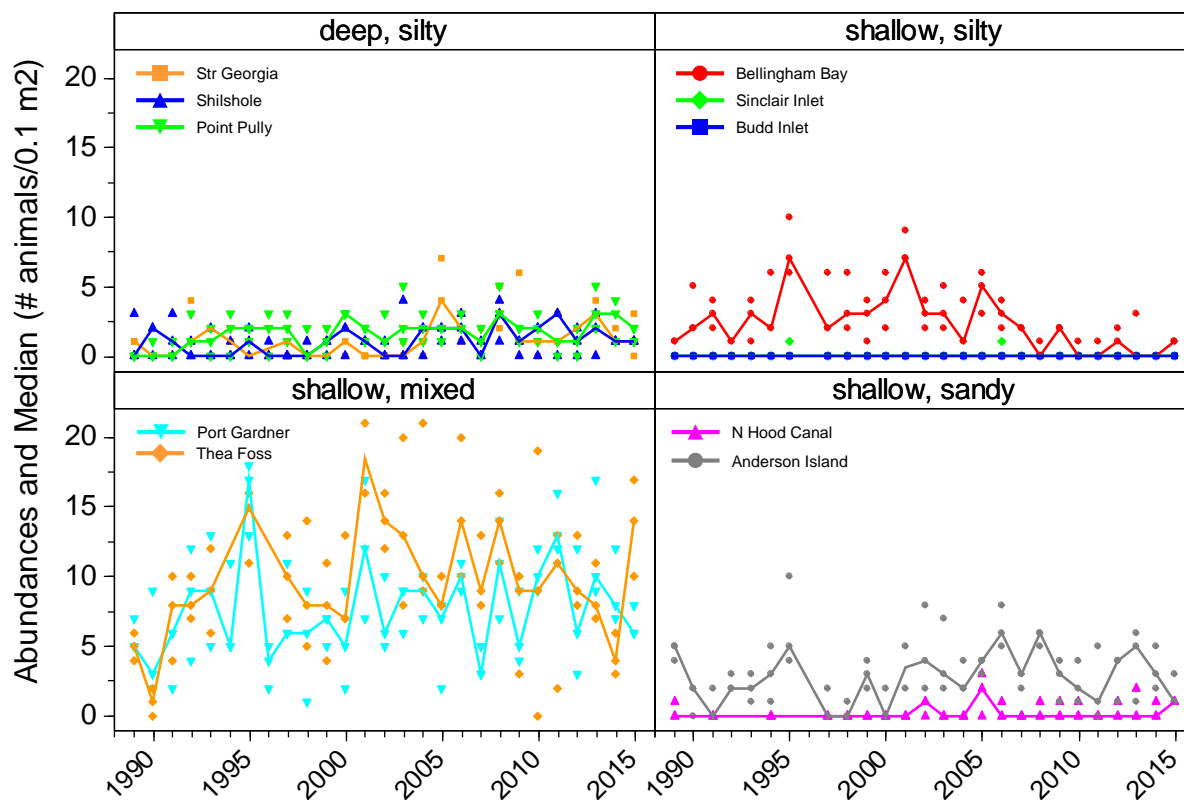 Abundances and Median (# animals/0.1 m2)
deep, silty
shallow, silty
20
15
10
5
0
Str Georgia
Shilshole
Point Pully
Bellingham Bay
Sinclair Inlet
Budd Inlet
shallow, mixed
shallow, sandy
20
15
10
5
0
Port Gardner
Thea Foss
N Hood Canal
Anderson Island
1990
1995
2000
2005
2010
2015
1990
1995
2000
2005
2010
2015